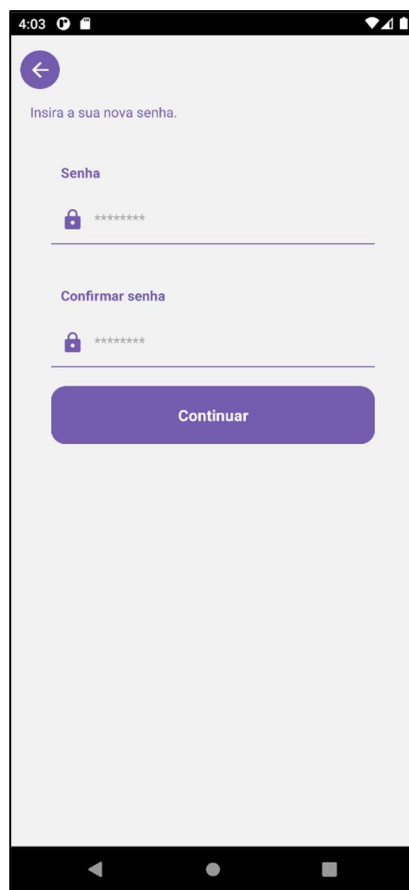 4:03
Insira a sua nova senha.
Senha
********
Confirmar senha
********
Continuar